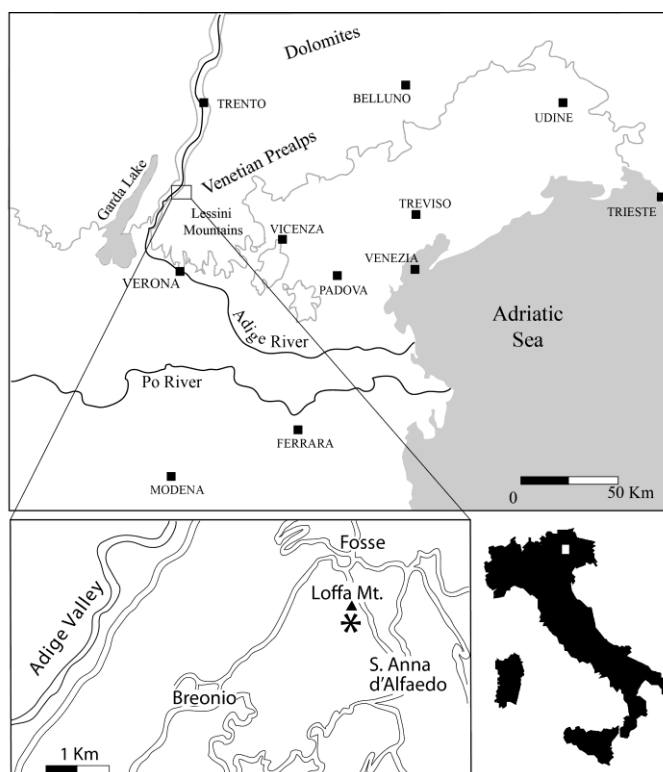 Dolomites
BELLUNO
TRENTO
UDINE
Venetian Prealps
Garda Lake
Lessini
Mountains
TREVISO
TRIESTE
VICENZA
VENEZIA
VERONA
PADOVA
Adige River
Adriatic
Sea
Po River
FERRARA
MODENA
0 50 Km
Adige Valley
Fosse
Loffa Mt.
*
S. Anna
d'Alfaedo
Breonio
1 Km